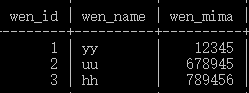 wen_id | wen_name | wen_mima
-------+----------+---------
1 | yy | 12345
2 | uu | 678945
3 | hh | 789456